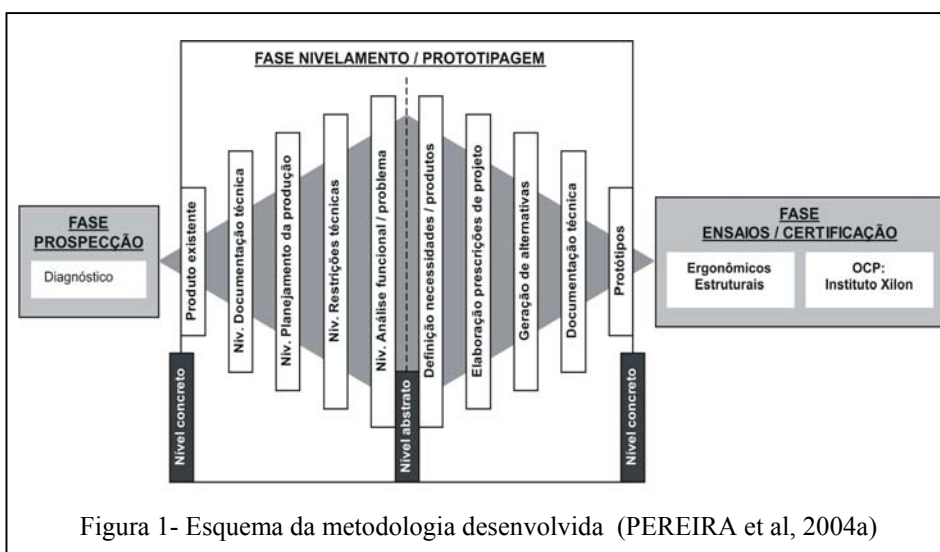 FASE NIVELAMENTO / PROTOTIPAGEM
FASE
PROSPECÇÃO
Diagnóstico
Produto existente
Niv. Documentação técnica
Niv. Planejamento da produção
Niv. Restrições técnicas
Niv. Análise funcional / problema
Definição necessidades / produtos
Elaboração prescrições de projeto
Geração de alternativas
Documentação técnica
Protótipos
FASE
ENSAIOS / CERTIFICAÇÃO
Ergonômicos
Estruturais
OCP:
Instituto Xilon
Nível concreto
Nível abstrato
Nível concreto
Figura 1- Esquema da metodologia desenvolvida (PEREIRA et al, 2004a)